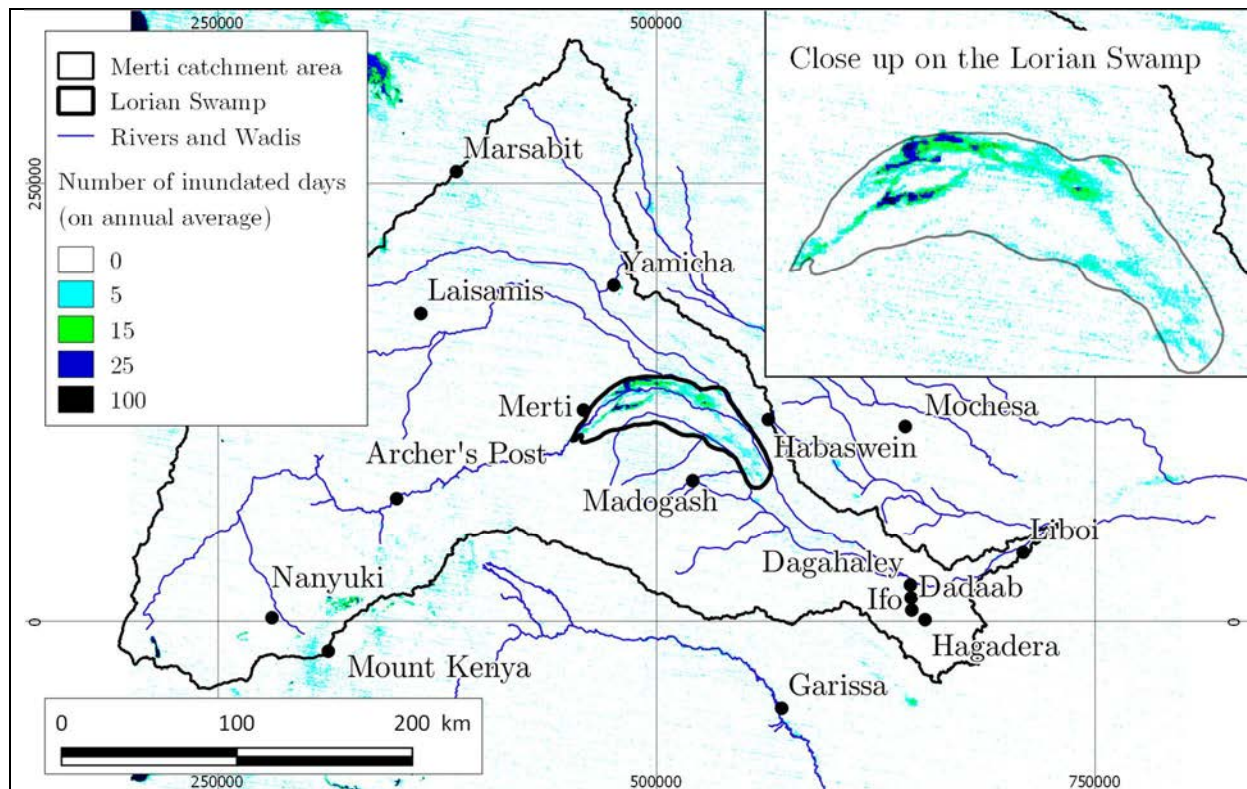 250000
500000
Close up on the Lorian Swamp
Merti catchment area
Lorian Swamp
Rivers and Wadis
Number of inundated days
(on annual average)
0
5
15
25
100
250000
Marsabit
Yamicha
Laisamis
Merti
Mochesa
Habaswein
Archer's Post
Madogash
Liboi
Dagahaley
Dadaab
Ifo
Nanyuki
0
0
Hagadera
Mount Kenya
Garissa
0
100
200 km
250000
500000
750000